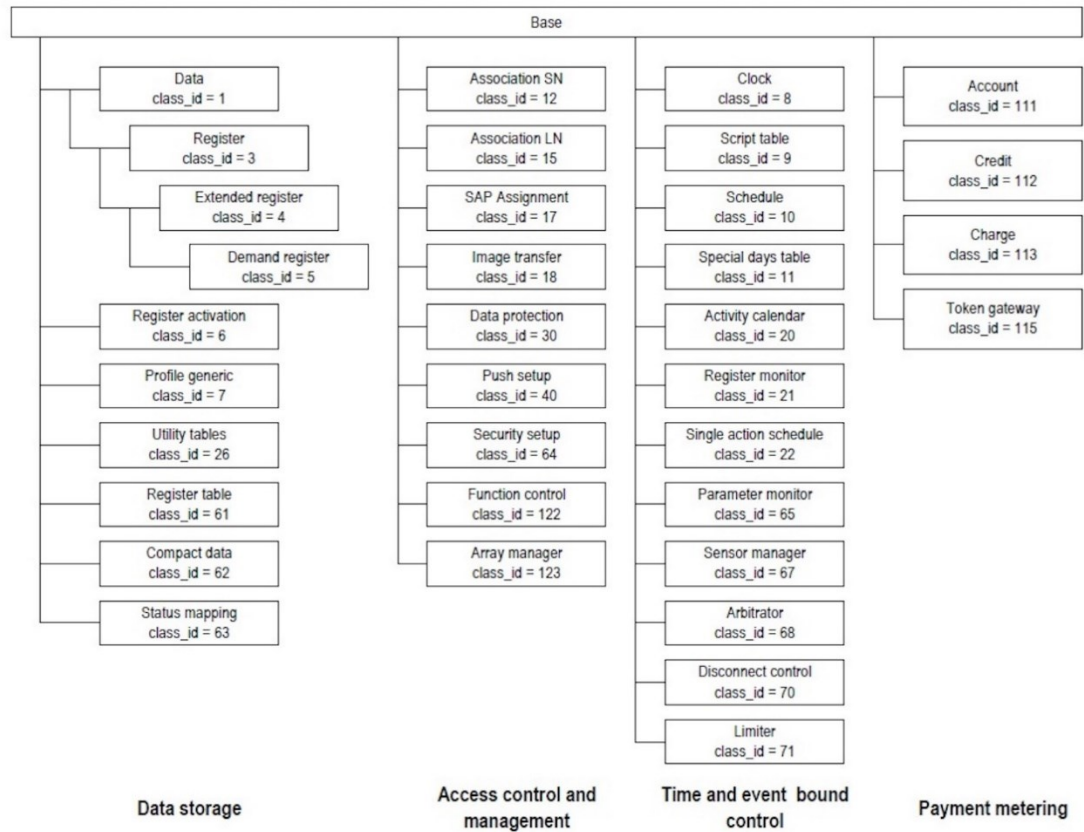 Base
Data
class_id = 1
Register
class_id = 3
Extended register
class_id = 4
Demand register
class_id = 5
Register activation
class_id = 6
Profile generic
class_id = 7
Utility tables
class_id = 26
Register table
class_id = 61
Compact data
class_id = 62
Status mapping
class_id = 63
Data storage
Association SN
class_id = 12
Association LN
class_id = 15
SAP Assignment
class_id = 17
Image transfer
class_id = 18
Data protection
class_id = 30
Push setup
class_id = 40
Security setup
class_id = 64
Function control
class_id = 122
Array manager
class_id = 123
Access control and
management
Clock
class_id = 8
Script table
class_id = 9
Schedule
class_id = 10
Special days table
class_id = 11
Activity calendar
class_id = 20
Register monitor
class_id = 21
Single action schedule
class_id = 22
Parameter monitor
class_id = 65
Sensor manager
class_id = 67
Arbitrator
class_id = 68
Disconnect control
class_id = 70
Limiter
class_id = 71
Time and event bound
control
Account
class_id = 111
Credit
class_id = 112
Charge
class_id = 113
Token gateway
class_id = 115
Payment metering